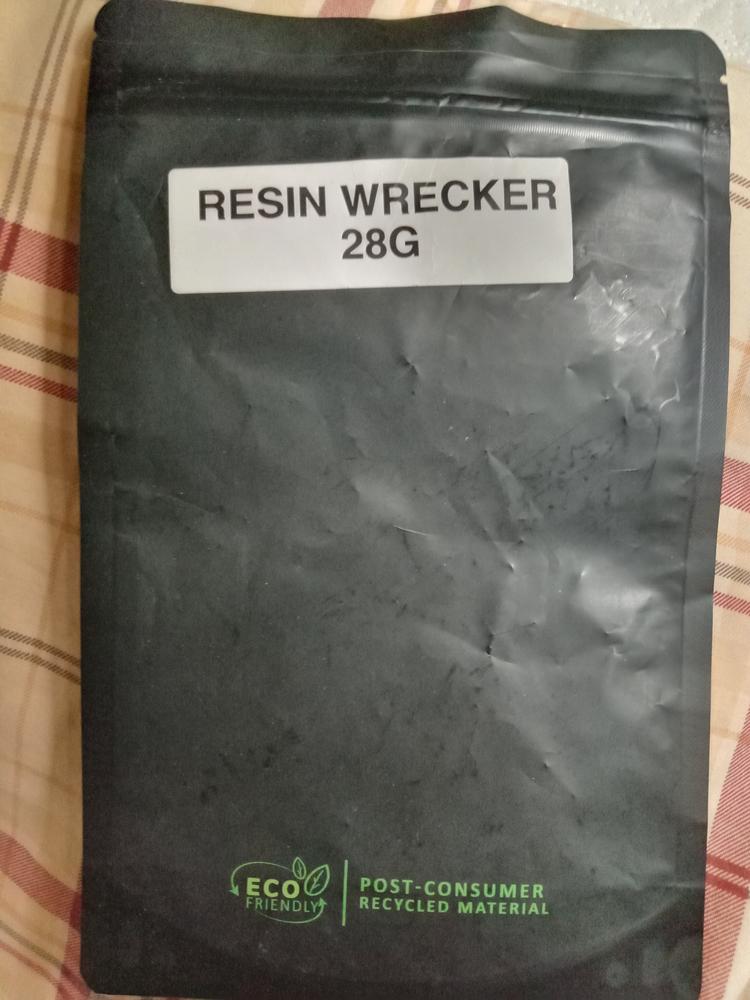 RESIN WRECKER
28G
ECO
FRIENDLY
POST-CONSUMER
RECYCLED MATERIAL